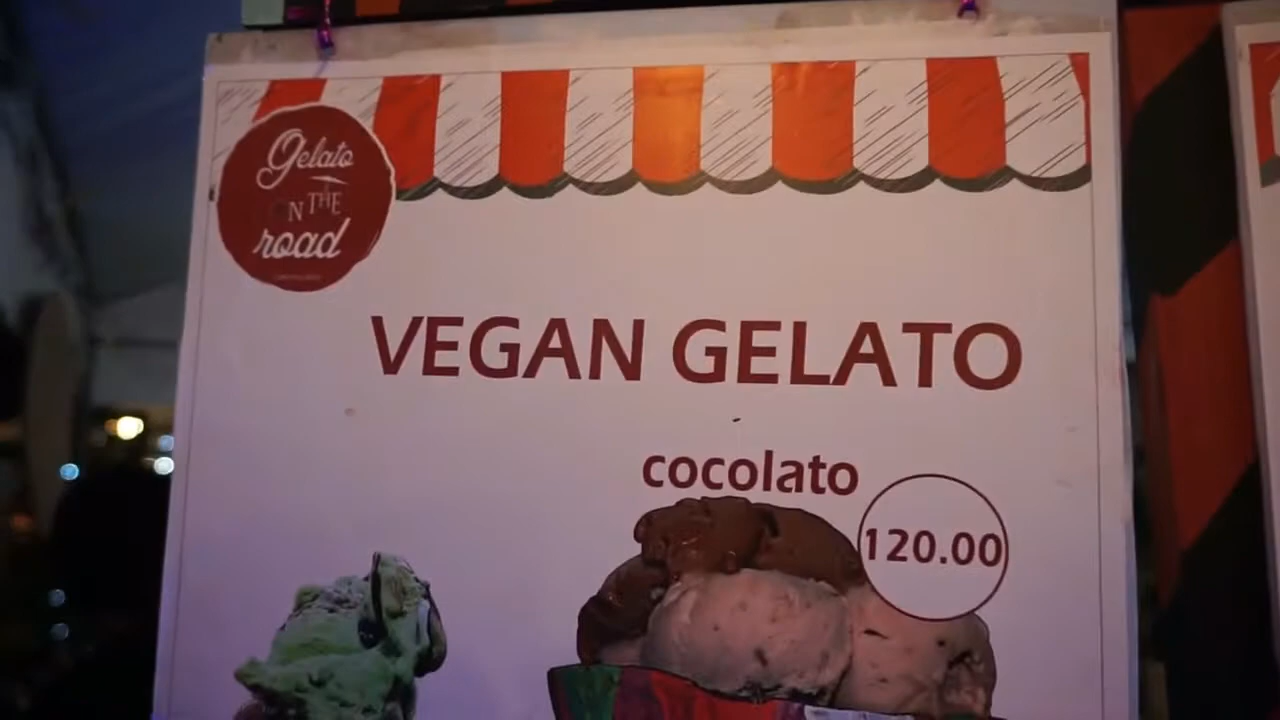 Gelato
ON THE
road
VEGAN GELATO
cocolato
120.00